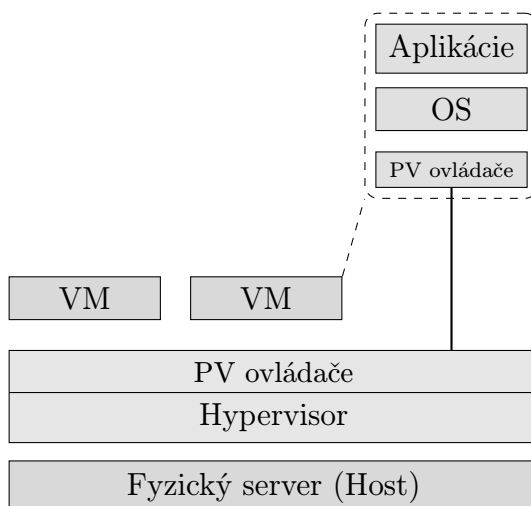 Aplikácie
OS
PV ovládače
VM
VM
PV ovládače
Hypervisor
Fyzický server (Host)